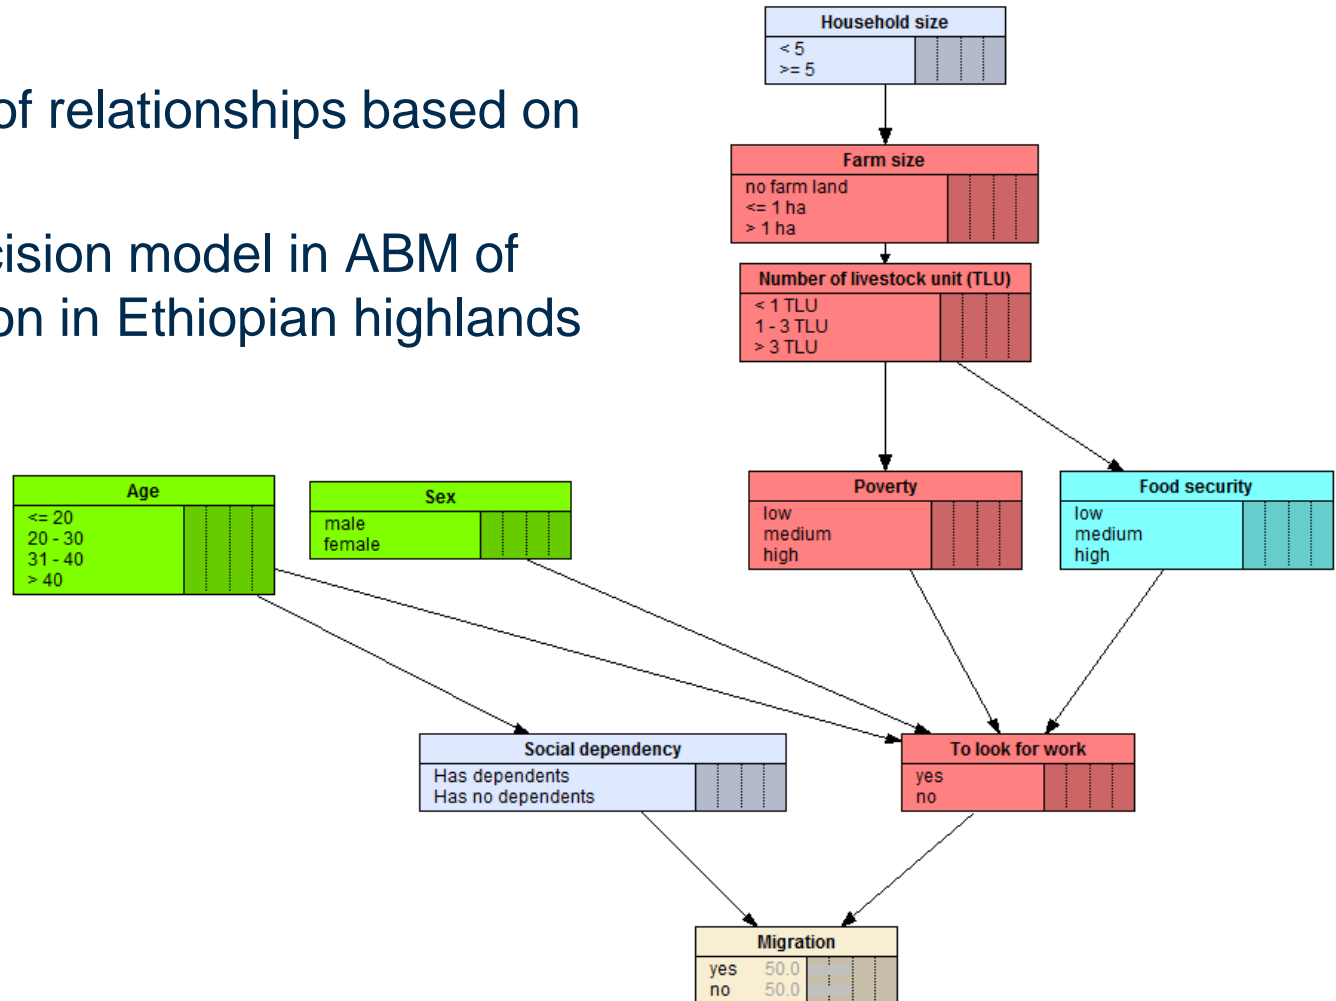 of relationships based on
cision model in ABM of
on in Ethiopian highlands
Household size
< 5
>= 5
Farm size
no farm land
<= 1 ha
> 1 ha
Number of livestock unit (TLU)
< 1 TLU
1 - 3 TLU
> 3 TLU
Age
<= 20
20 - 30
31 - 40
> 40
Sex
male
female
Poverty
low
medium
high
Food security
low
medium
high
Social dependency
Has dependents
Has no dependents
To look for work
yes
no
Migration
yes 50.0
no 50.0